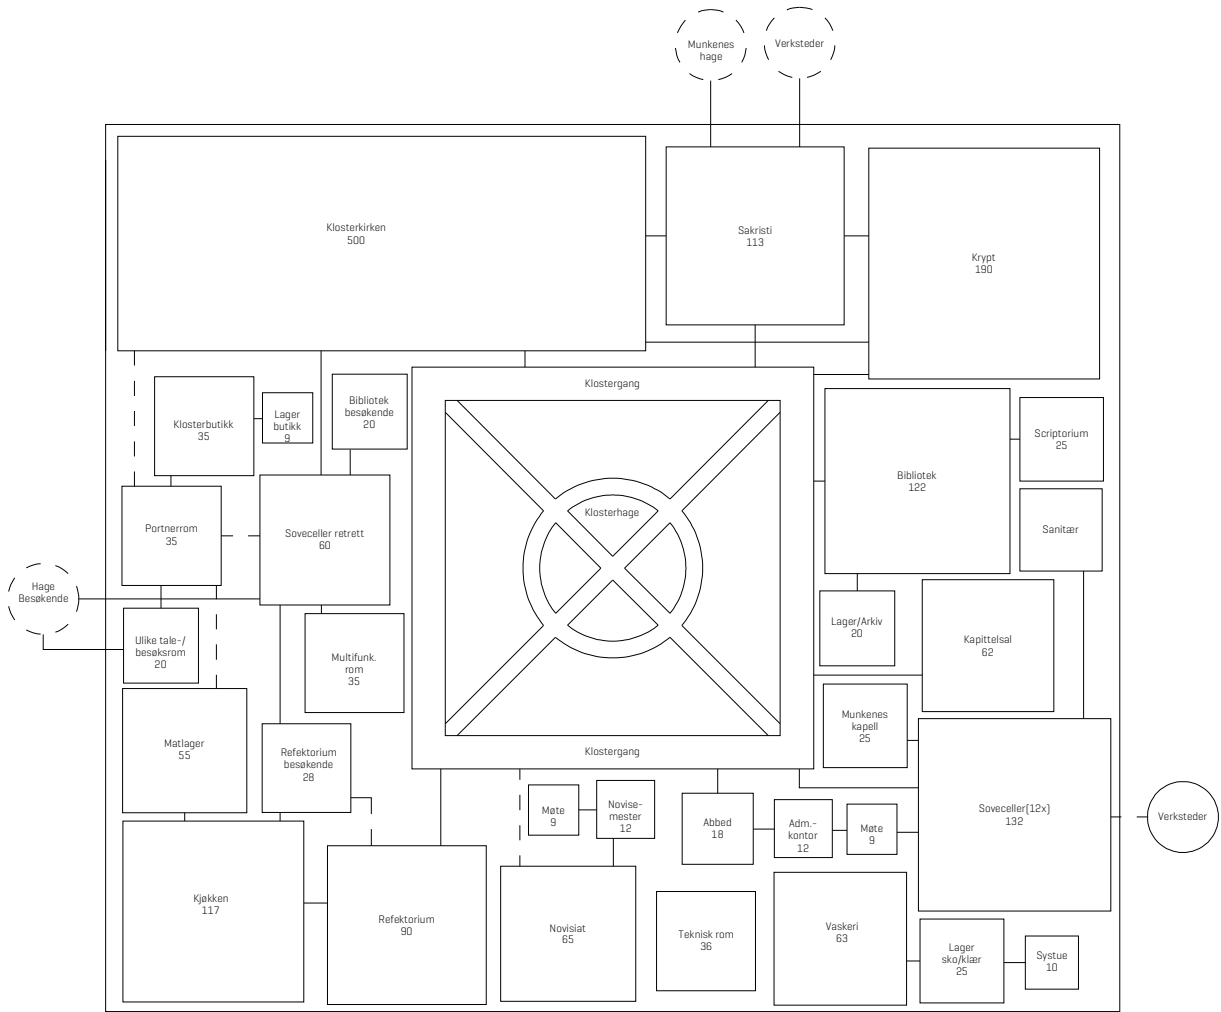 Munkenes
hage
Verksteder
Klosterkirken
500
Sakristi
113
Krypt
190
Klostergang
Klosterbutikk
35
Lager
butikk
9
Bibliotek
besøkende
20
Scriptorium
25
Bibliotek
122
Klosterhage
Portnerrom
35
Soveceller retrett
60
Sanitær
Hage
Besøkende
Ulike tale-/
besøksrom
20
Multifunk.
rom
35
Lager/Arkiv
20
Kapittelsal
62
Munkenes
kapell
25
Matlager
55
Refektorium
besøkende
28
Klostergang
Møte
9
Novise-
mester
12
Abbed
18
Adm.-
kontor
12
Møte
9
Soveceller(12x)
132
Verksteder
Kjøkken
117
Refektorium
90
Novisiat
65
Teknisk rom
36
Vaskeri
63
Lager
sko/klær
25
Systue
10